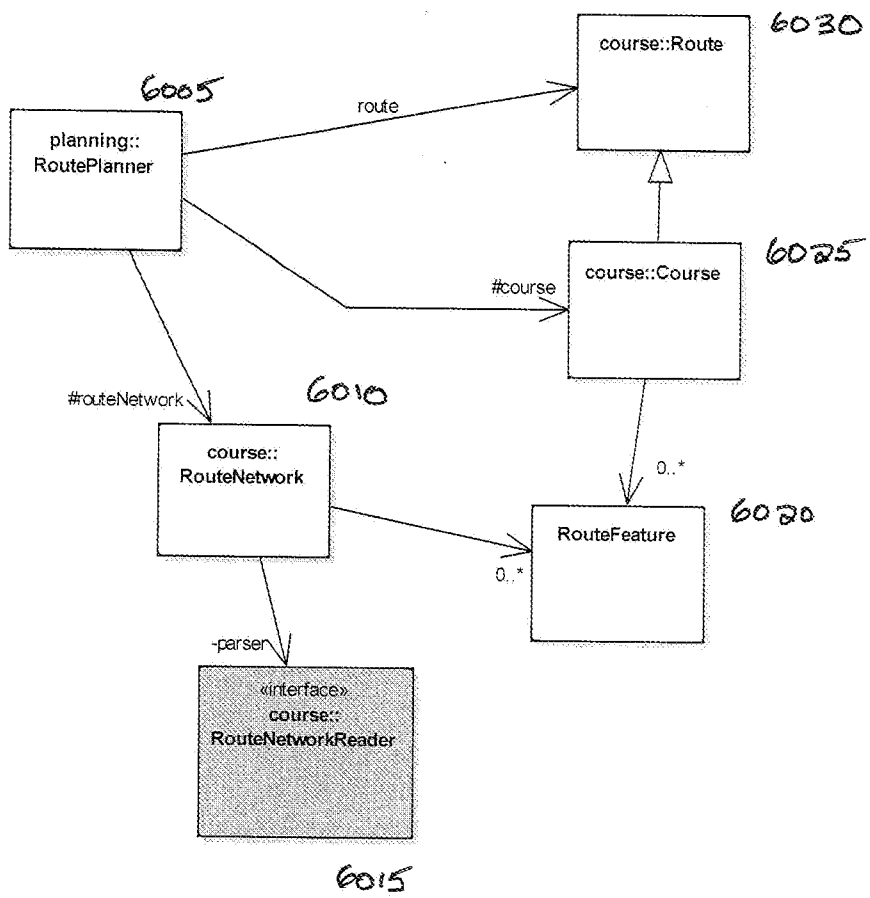 6030
course::Route
6005
route
planning::
RoutePlanner
6025
course::Course
#course
6010
#routeNetwork
course::
RouteNetwork
0..*
6020
RouteFeature
0..*
-parser
«interface»
course::
RouteNetworkReader
6015